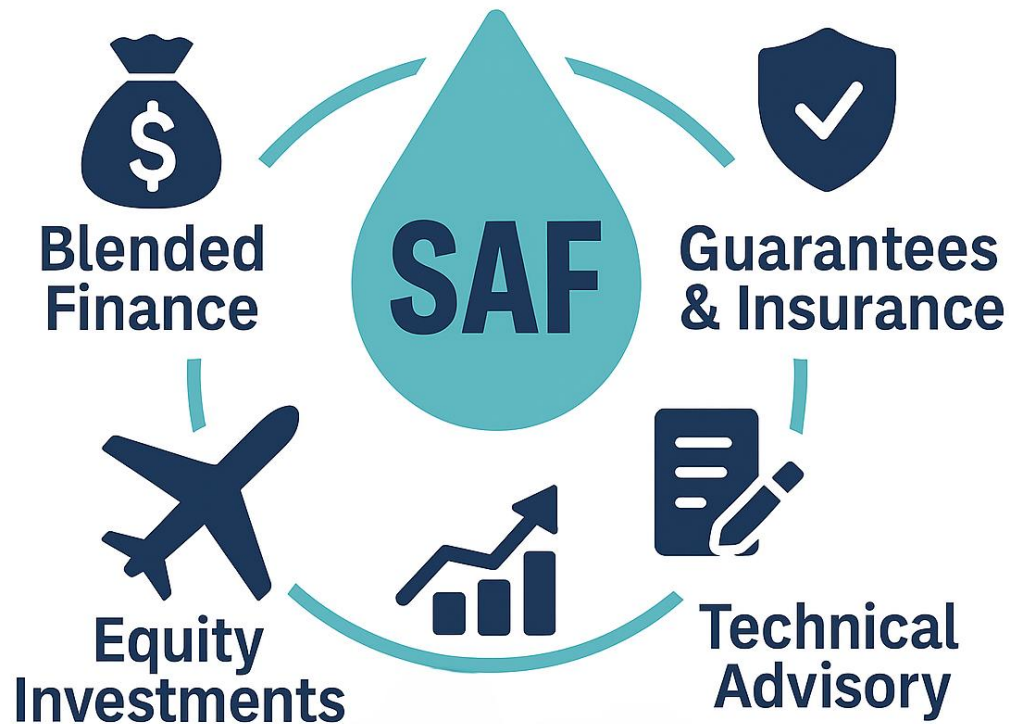 $
Blended
Finance
SAF
Guarantees
& Insurance
Equity
Investments
Technical
Advisory